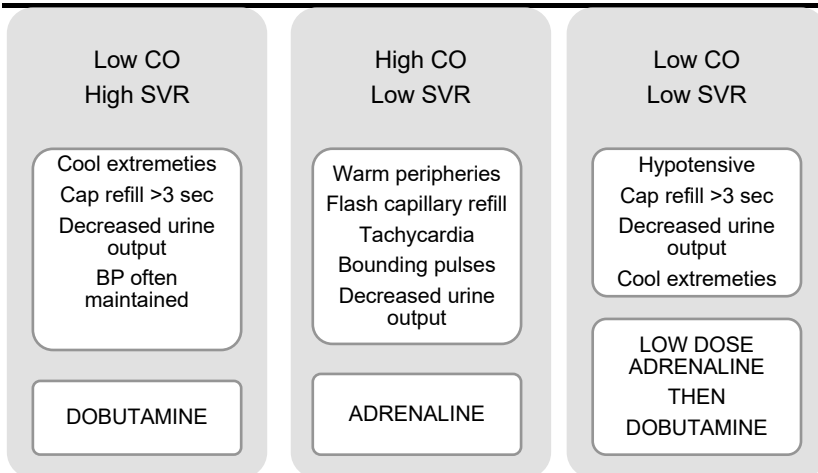 Low CO
High SVR
Cool extremeties
Cap refill >3 sec
Decreased urine
output
BP often
maintained
DOBUTAMINE
High CO
Low SVR
Warm peripheries
Flash capillary refill
Tachycardia
Bounding pulses
Decreased urine
output
ADRENALINE
Low CO
Low SVR
Hypotensive
Cap refill >3 sec
Decreased urine
output
Cool extremeties
LOW DOSE
ADRENALINE
THEN
DOBUTAMINE